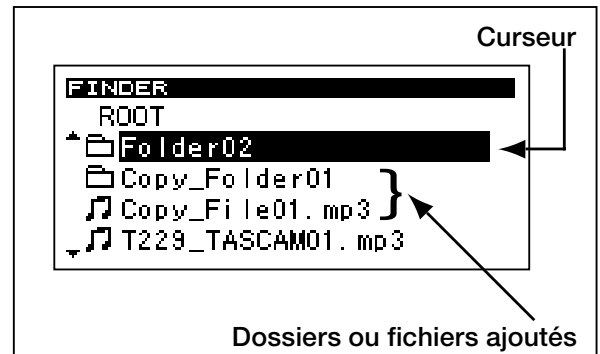 Curseur
FINDER
ROOT
Folder02
Copy_Folder01
Copy_File01.mp3
T229_TASCAM01.mp3
Dossiers ou fichiers ajoutés